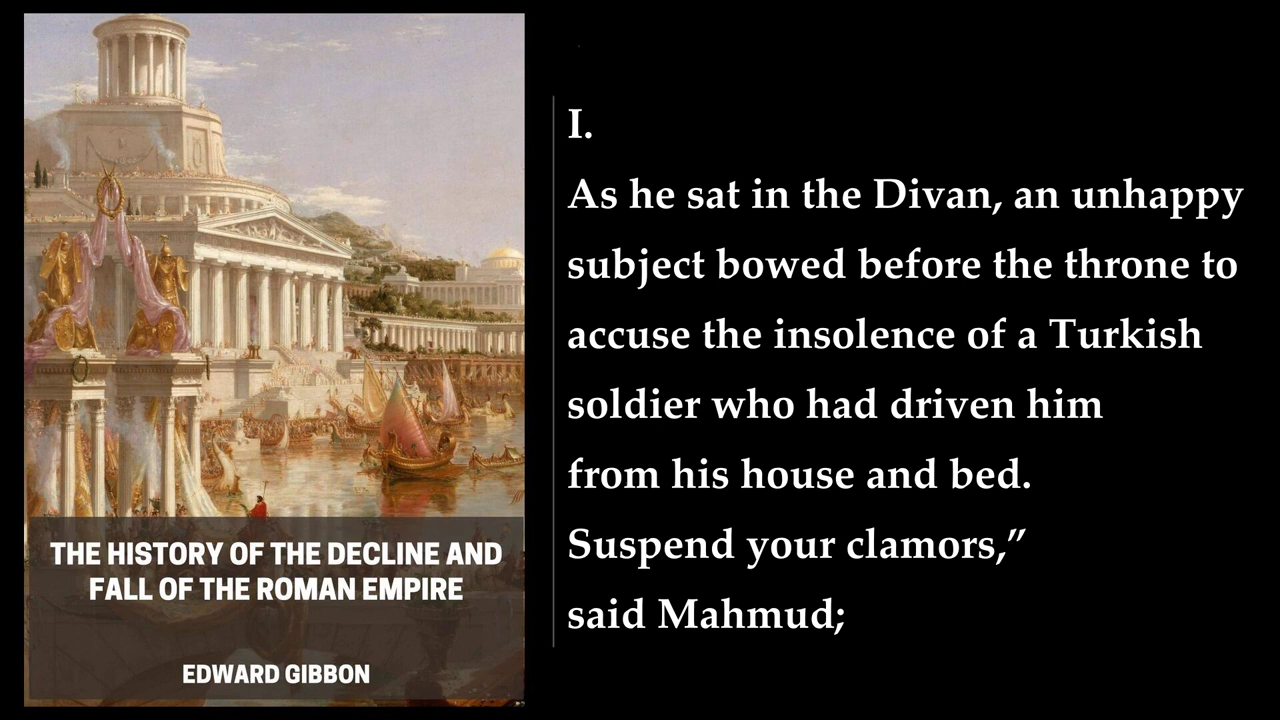 THE HISTORY OF THE DECLINE AND
FALL OF THE ROMAN EMPIRE
EDWARD GIBBON
I.
As he sat in the Divan, an unhappy
subject bowed before the throne to
accuse the insolence of a Turkish
soldier who had driven him
from his house and bed.
Suspend your clamors,”
said Mahmud;